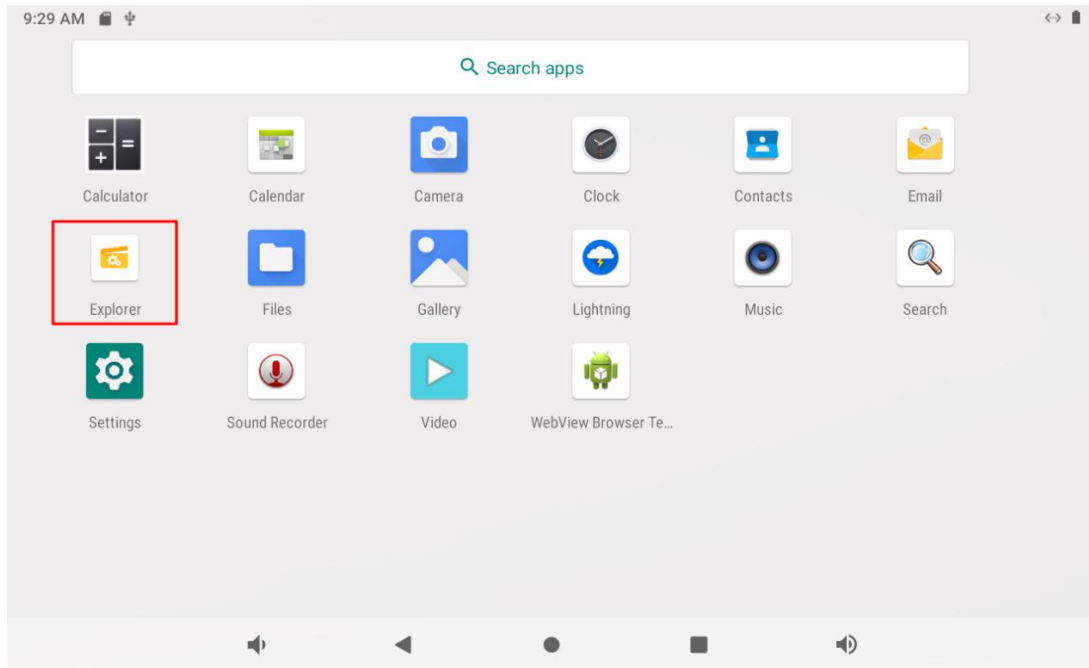 9:29 AM
Search apps
Calculator
Calendar
Camera
Clock
Contacts
Email
Explorer
Files
Gallery
Lightning
Music
Search
Settings
Sound Recorder
Video
WebView Browser Te…